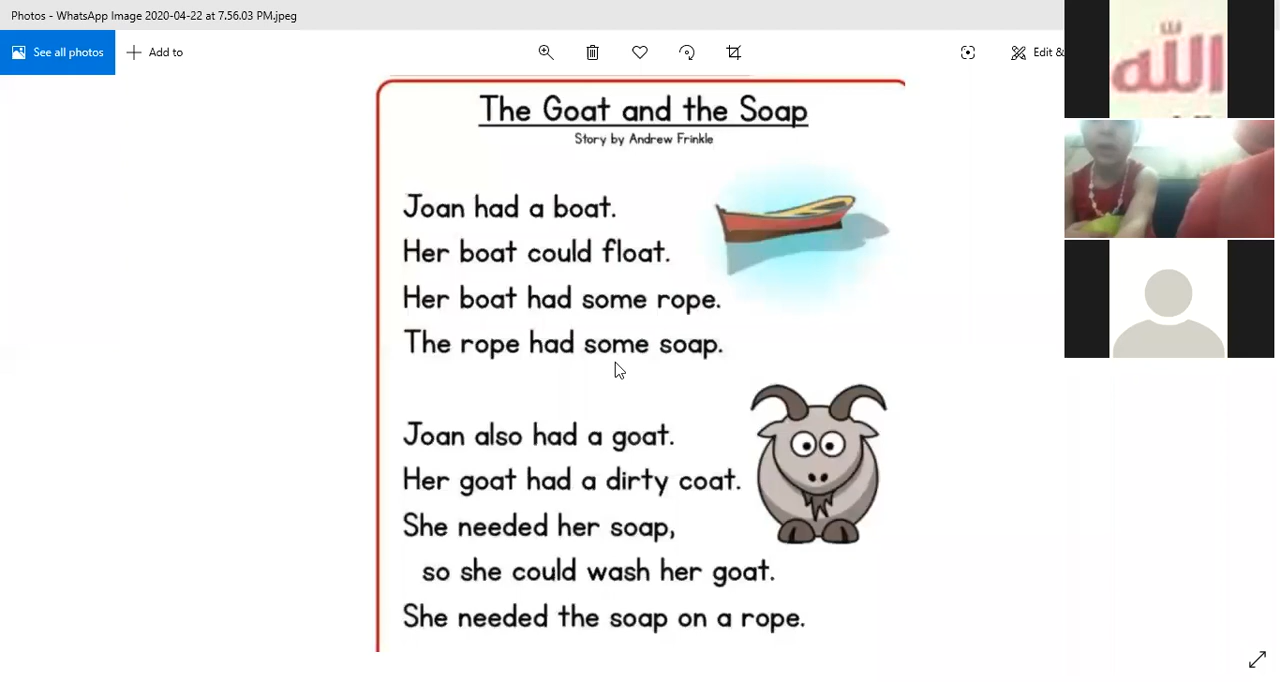 Photos - WhatsApp Image 2020-04-22 at 7.56.03 PM.jpeg
See all photos
Add to
Edit &
The Goat and the Soap
Story by Andrew Frinkle
Joan had a boat.
Her boat could float.
Her boat had some rope.
The rope had some soap.
Joan also had a goat.
Her goat had a dirty coat.
She needed her soap,
so she could wash her goat.
She needed the soap on a rope.
الله